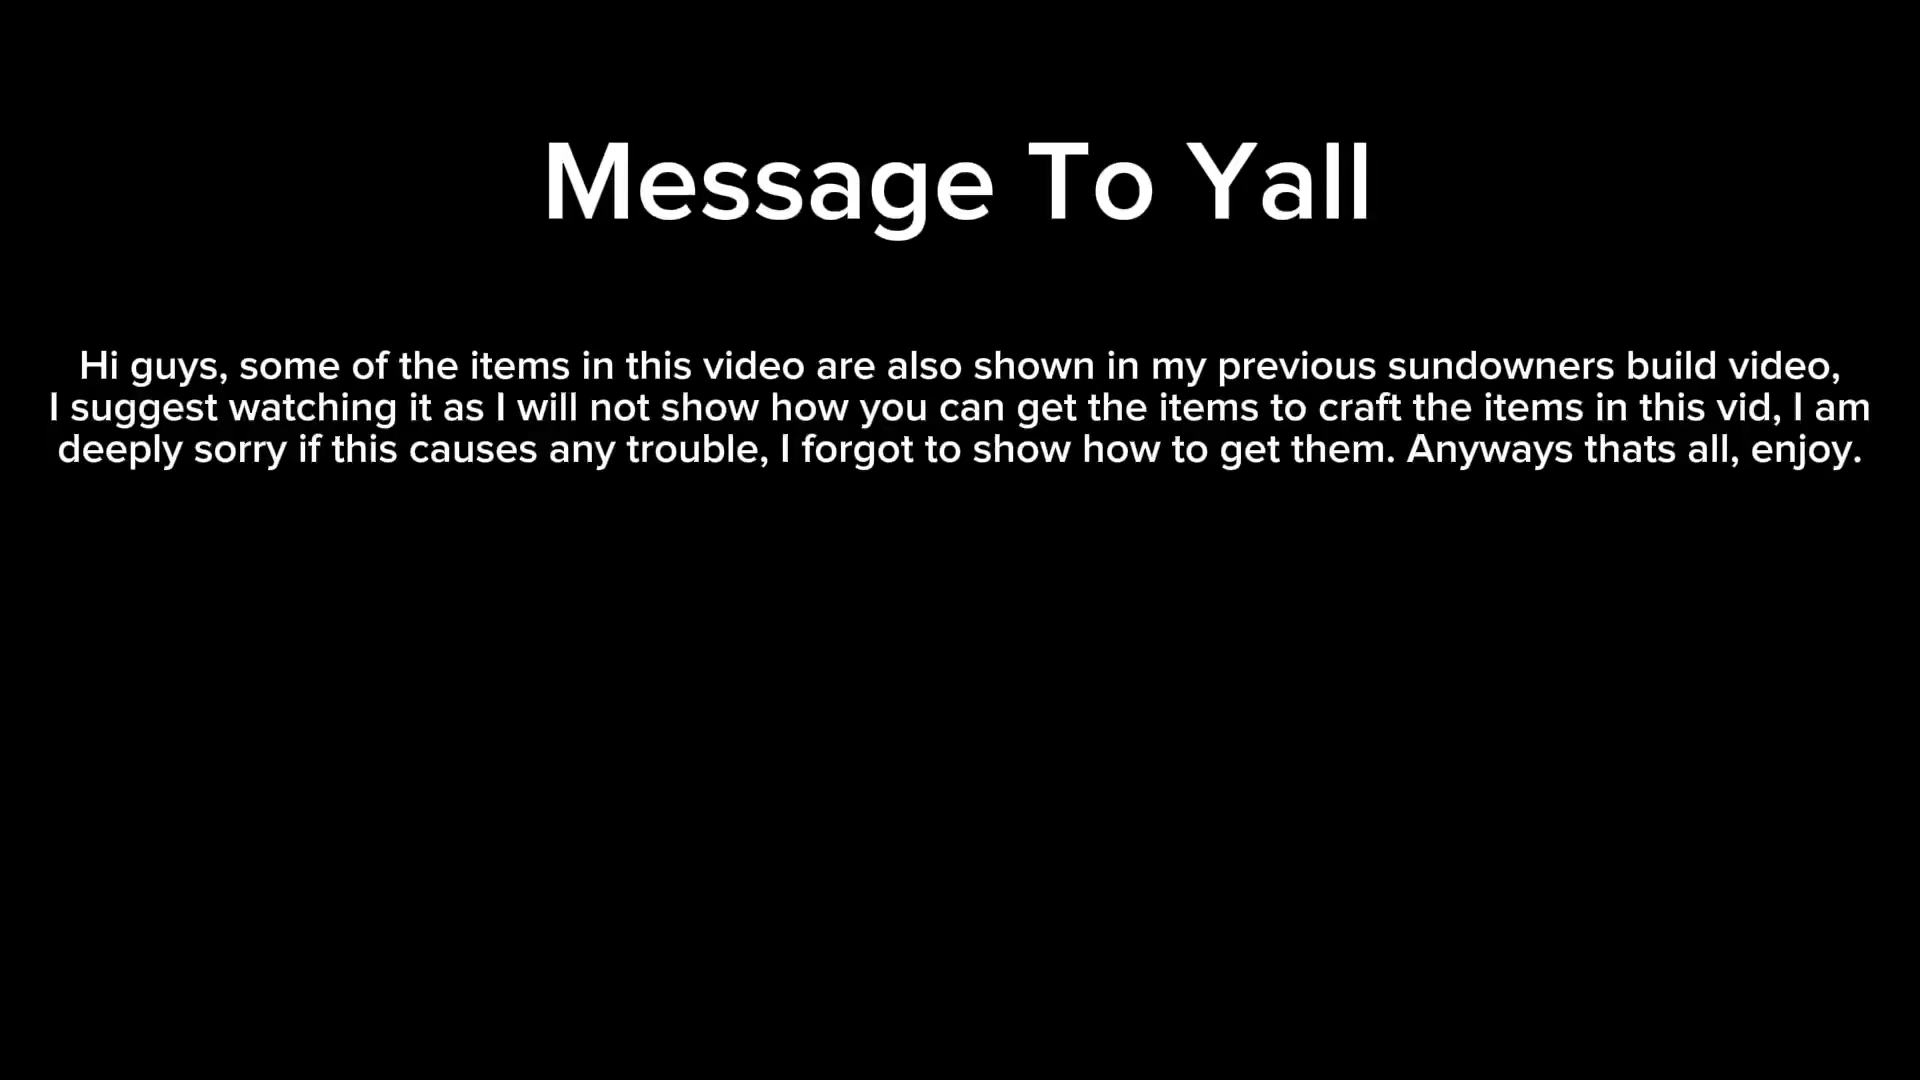 Message To Yall
Hi guys, some of the items in this video are also shown in my previous sundowners build video,
I suggest watching it as I will not show how you can get the items to craft the items in this vid, I am
deeply sorry if this causes any trouble, I forgot to show how to get them. Anyways thats all, enjoy.